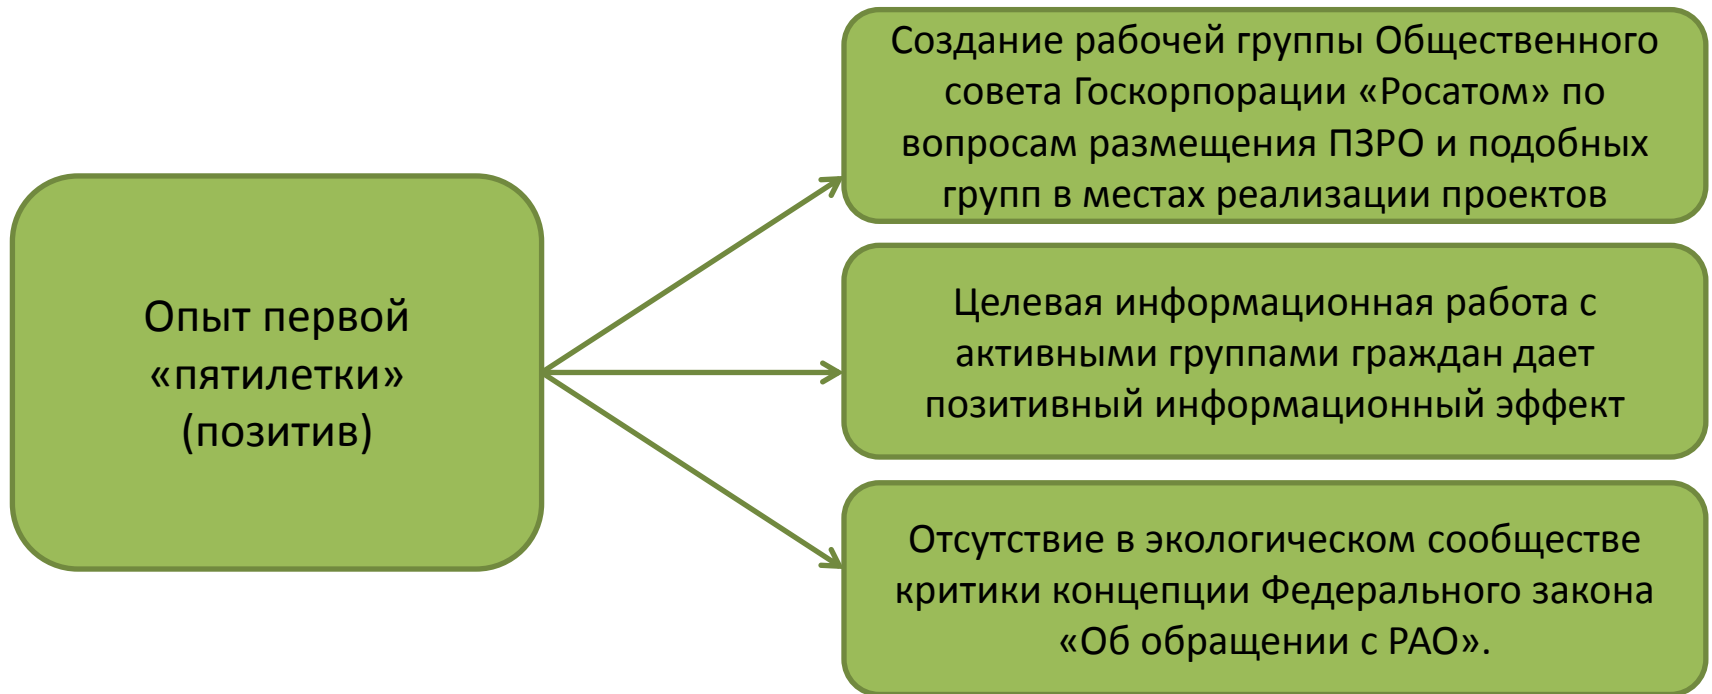 Опыт первой
«пятилетки»
(позитив)
Создание рабочей группы Общественного
совета Госкорпорации «Росатом» по
вопросам размещения ПЗРО и подобных
групп в местах реализации проектов
Целевая информационная работа с
активными группами граждан дает
позитивный информационный эффект
Отсутствие в экологическом сообществе
критики концепции Федерального закона
«Об обращении с РАО».